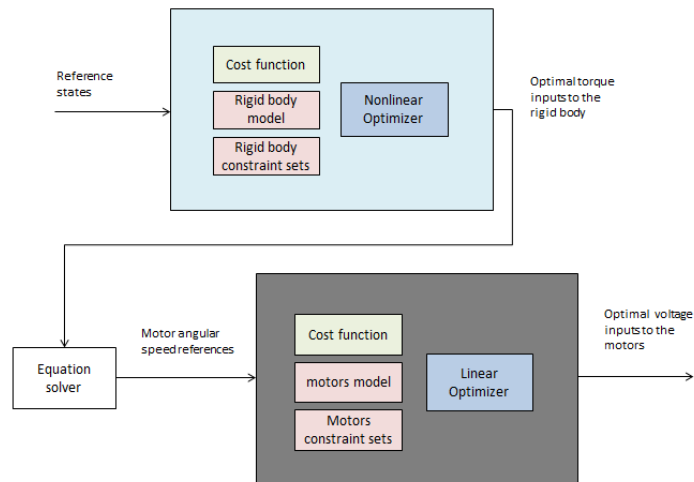 Reference
states
Cost function
Rigid body
model
Rigid body
constraint sets
Nonlinear
Optimizer
Optimal torque
inputs to the
rigid body
Equation
solver
Motor angular
speed references
Cost function
motors model
Motors
constraint sets
Linear
Optimizer
Optimal voltage
inputs to the
motors